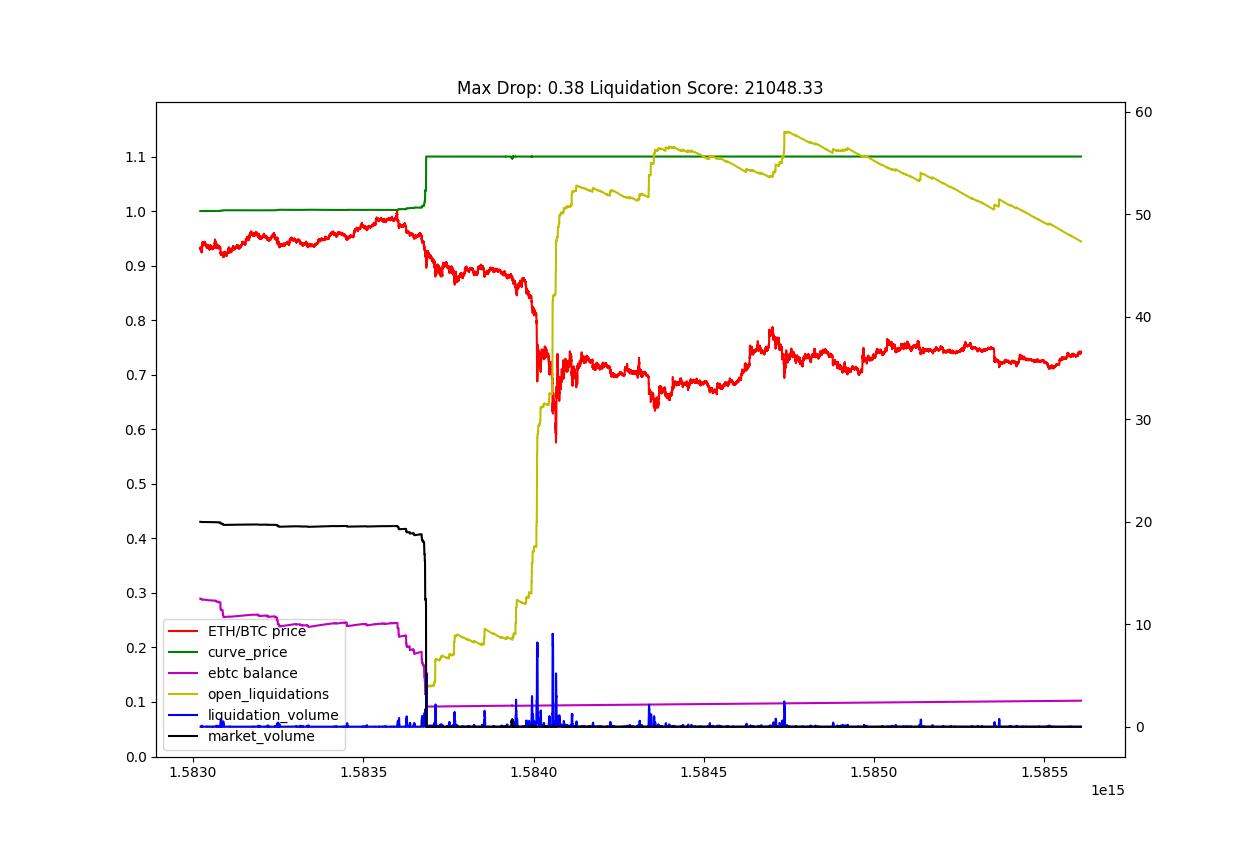 Max Drop: 0.38 Liquidation Score: 21048.33
1.1
1.0
0.9
0.8
0.7
0.6
0.5
0.4
0.3
0.2
0.1
0.0
60
50
40
30
20
10
0
ETH/BTC price
curve_price
ebtc balance
open_liquidations
liquidation_volume
market_volume
1.5830 1.5835 1.5840 1.5845 1.5850 1.5855
1e15